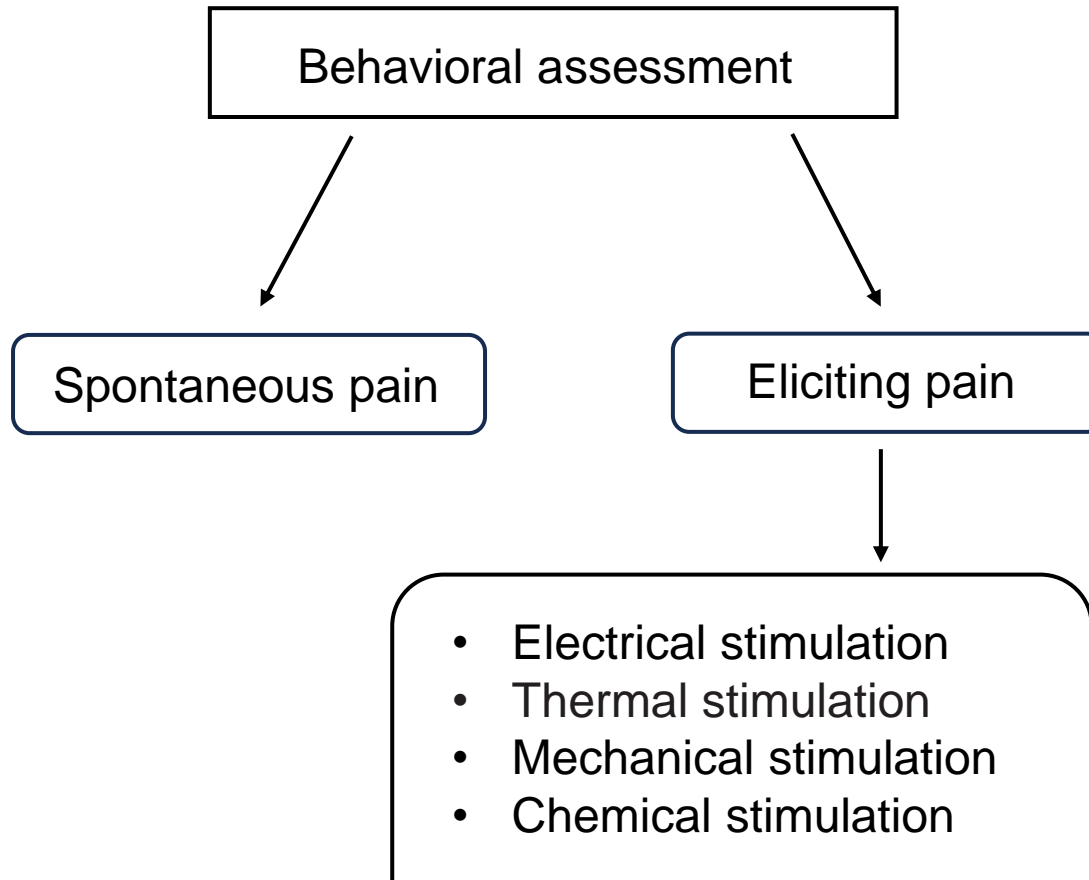 Behavioral assessment
Spontaneous pain
Eliciting pain
• Electrical stimulation
• Thermal stimulation
• Mechanical stimulation
• Chemical stimulation